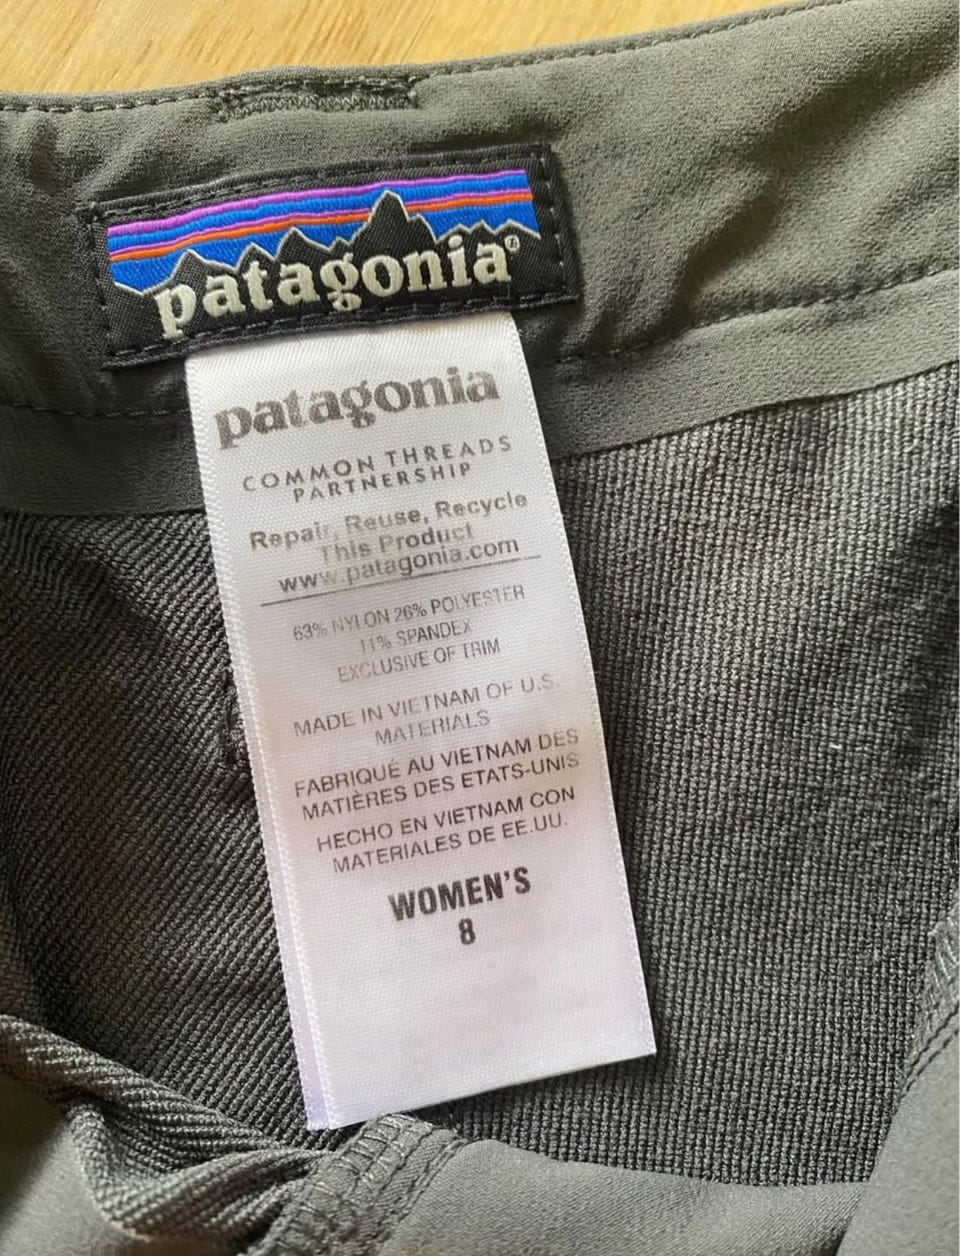 patagonia®
patagonia
COMMON THREADS
PARTNERSHIP
Repair, Reuse, Recycle
This Product
www.patagonia.com
63% NYLON 26% POLYESTER
11% SPANDEX
EXCLUSIVE OF TRIM
MADE IN VIETNAM OF U.S.
MATERIALS
FABRIQUÉ AU VIETNAM DES
MATIÈRES DES ETATS-UNIS
HECHO EN VIETNAM CON
MATERIALES DE EE.UU.
WOMEN'S
8